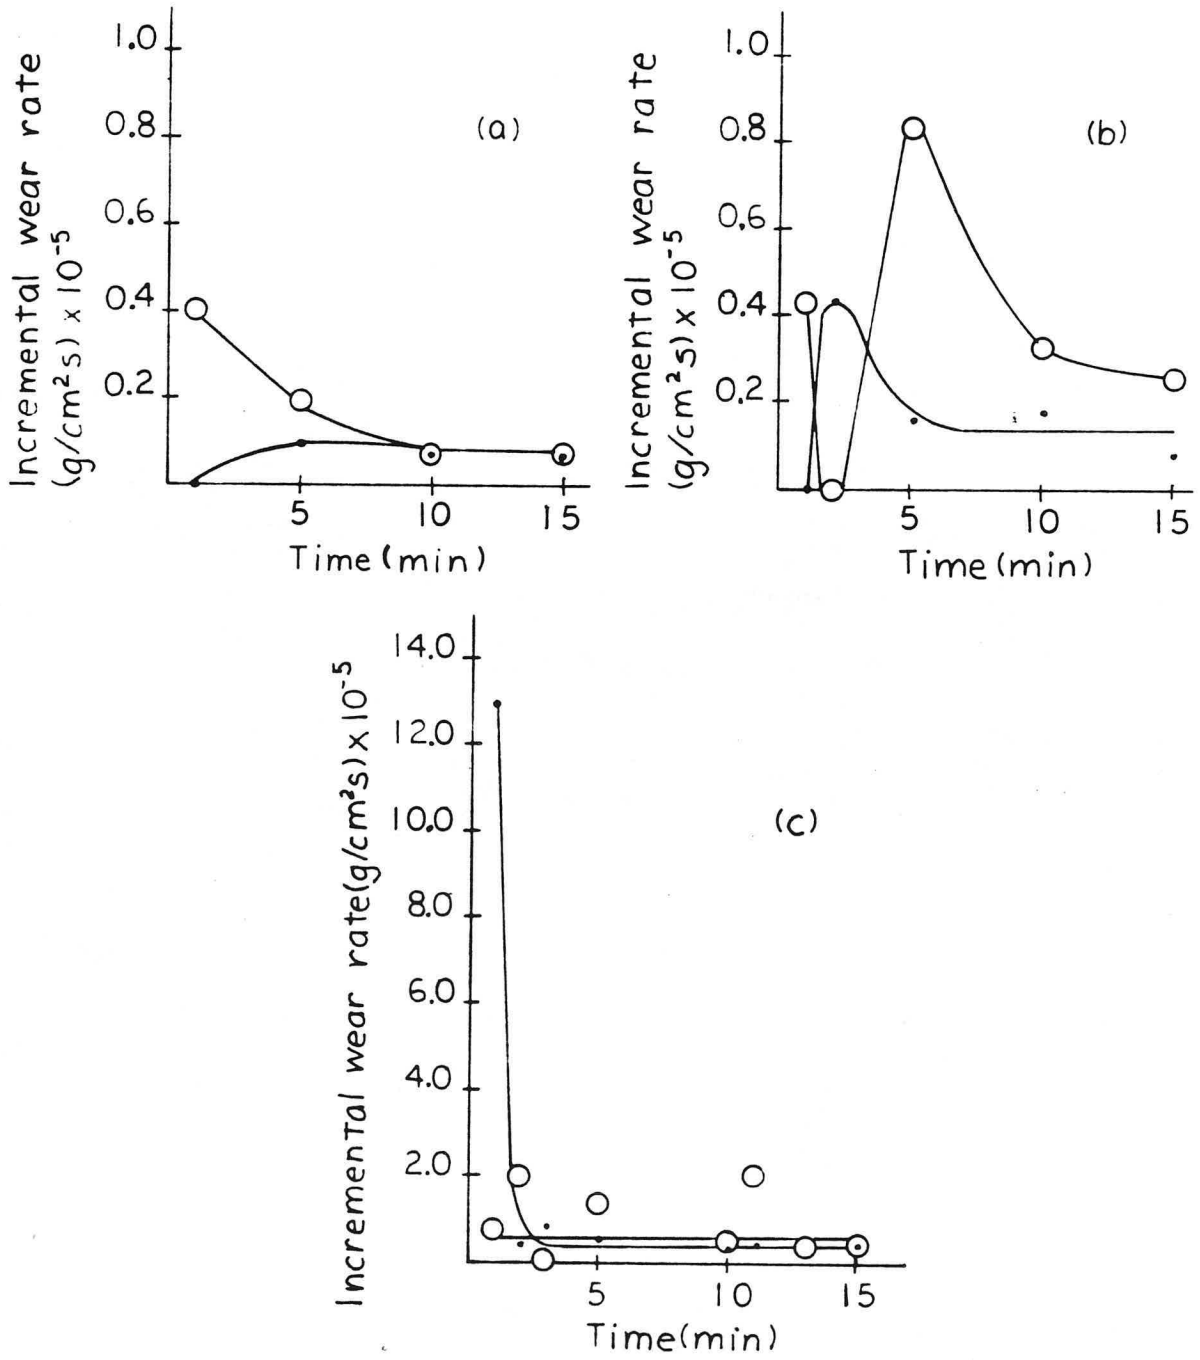 Incremental wear rate
(g/cm²s) x 10⁻⁵
1.0
0.8
0.6
0.4
0.2
(a)
5 10 15
Time (min)
Incremental wear rate
(g/cm²s) x 10⁻⁵
1.0
0.8
0.6
0.4
0.2
(b)
5 10 15
Time (min)
Incremental wear rate(g/cm²s) x 10⁻⁵
14.0
12.0
10.0
8.0
6.0
4.0
2.0
(c)
5 10 15
Time(min)